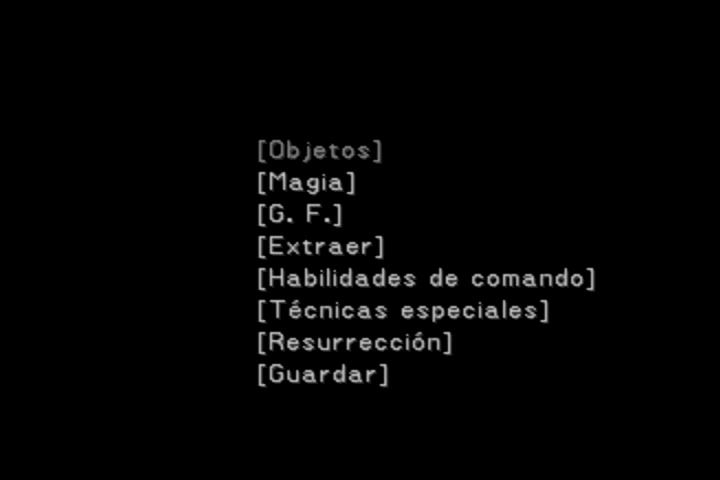 [Objetos]
[Magia]
[G. F.]
[Extraer]
[Habilidades de comando]
[Técnicas especiales]
[Resurrección]
[Guardar]